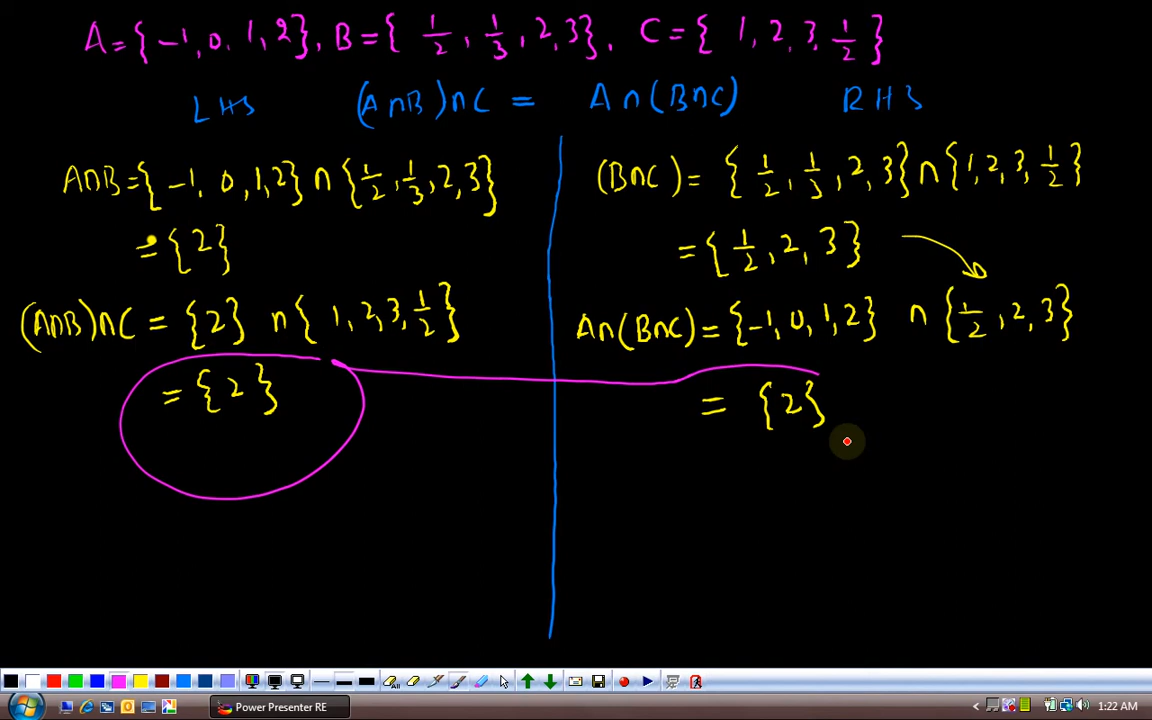 A={-1,0,1,2}, B={1/2,1/3,2,3}, C={1,2,3,1/2}
LHS (A∩B)∩C = A∩(B∩C) RHS
A∩B={-1,0,1,2}∩{1/2,1/3,2,3}
={2}
(A∩B)∩C={2}∩{1,2,3,1/2}
={2}
(B∩C)={1/2,1/3,2,3}∩{1,2,3,1/2}
={1/2,2,3}
A∩(B∩C)={-1,0,1,2}∩{1/2,2,3}
={2}
All
Power Presenter RE
1:22 AM